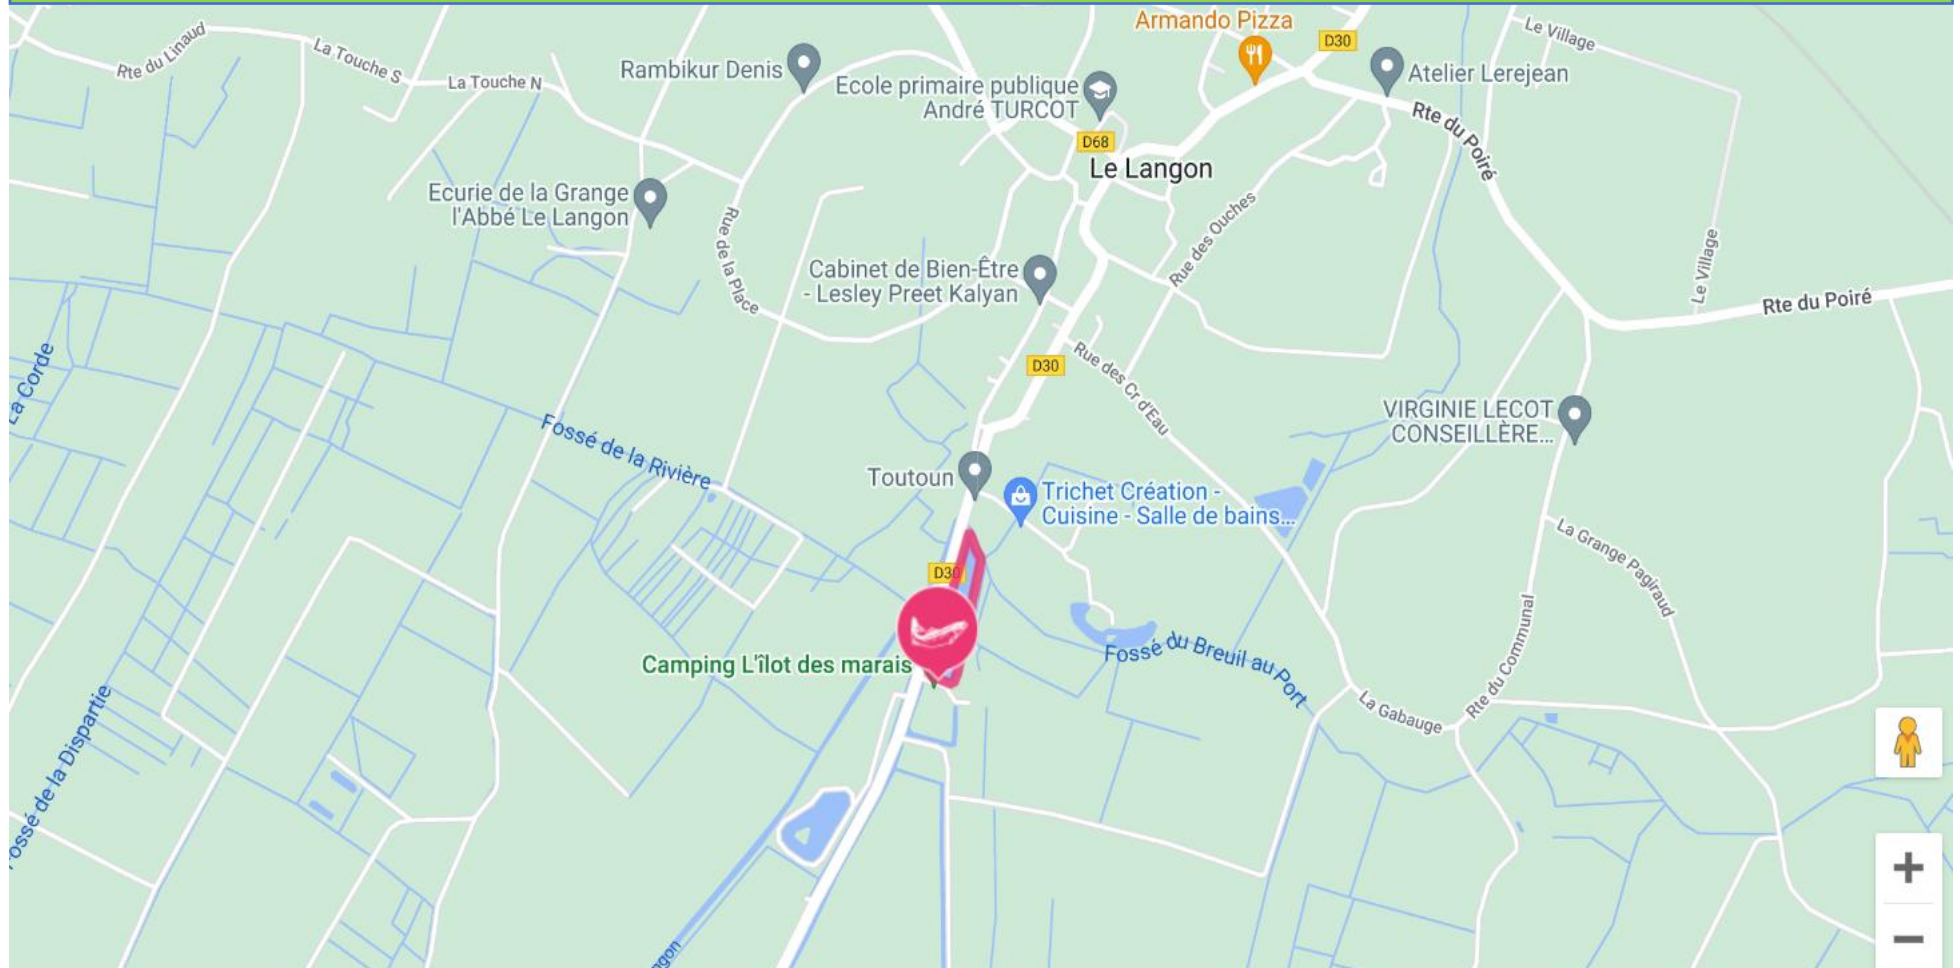 Armando Pizza
D30
Le Village
Rte du Linaud
La Touche S
La Touche N
Rambikur Denis
Ecole primaire publique
André TURCOT
Atelier Lerejean
Rte du Poiré
D68
Le Langon
Ecurie de la Grange
l'Abbé Le Langon
Rue de la Place
Rue des Ouches
Le Village
Cabinet de Bien-Être
- Lesley Preet Kalyan
Rte du Poiré
La Corde
D30
Rue des Cr d'Eau
VIRGINIE LECOT
CONSEILLÈRE...
Fossé de la Rivière
Toutoun
Trichet Création -
Cuisine - Salle de bains...
La Grange Pagiraud
D30
Camping L'îlot des marais
Fossé du Breuil au Port
Rte du Communal
La Gabauge
Fossé de la Dispartie
ngon